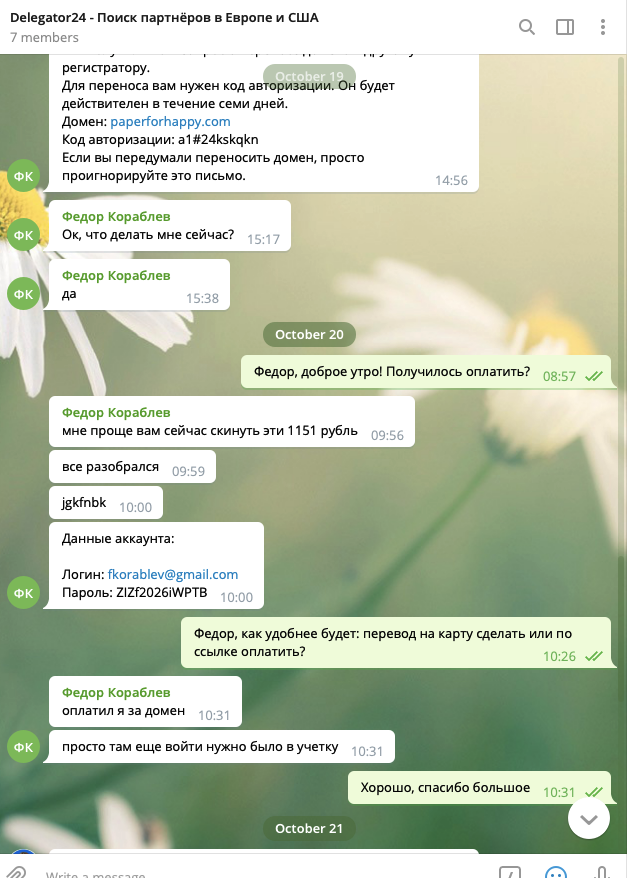 Delegator24 - Поиск партнёров в Европе и США
7 members
регистратору.
October 19
Для переноса вам нужен код авторизации. Он будет
действителен в течение семи дней.
Домен: paperforhappy.com
Код авторизации: a1#24kskqkn
Если вы передумали переносить домен, просто
проигнорируйте это письмо.
14:56
ФК
Федор Кораблев
Ок, что делать мне сейчас? 15:17
ФК
Федор Кораблев
да 15:38
ФК
October 20
Федор, доброе утро! Получилось оплатить? 08:57
Федор Кораблев
мне проще вам сейчас скинуть эти 1151 рубль 09:56
все разобрался 09:59
jgkfnbk 10:00
Данные аккаунта:
Логин: fkorablev@gmail.com
Пароль: ZIZf2026iWPTB 10:00
ФК
Федор, как удобнее будет: перевод на карту сделать или по
ссылке оплатить?
10:26
Федор Кораблев
оплатил я за домен 10:31
просто там еще войти нужно было в учетку 10:31
ФК
Хорошо, спасибо большое 10:31
October 21
Write a message...